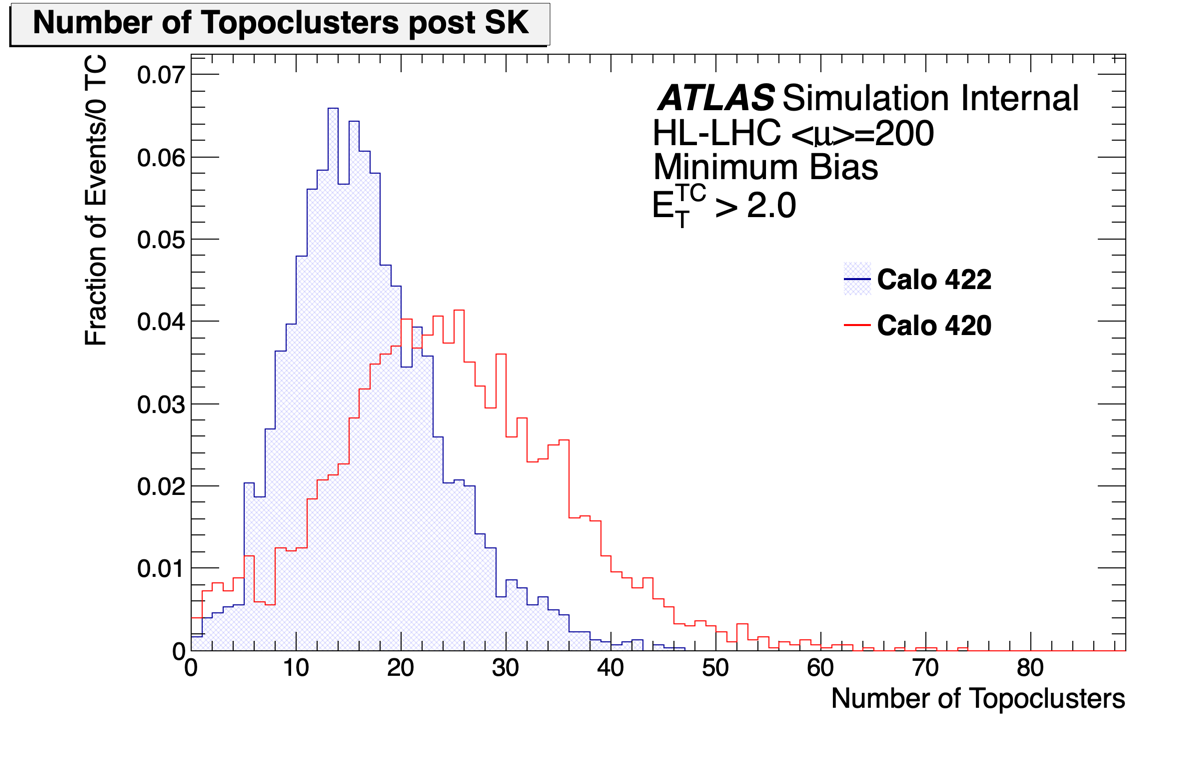 Number of Topoclusters post SK
Fraction of Events/0 TC
0.07
0.06
0.05
0.04
0.03
0.02
0.01
0
ATLAS Simulation Internal
HL-LHC <μ>=200
Minimum Bias
E_T^TC > 2.0
Calo 422
Calo 420
0 10 20 30 40 50 60 70 80
Number of Topoclusters